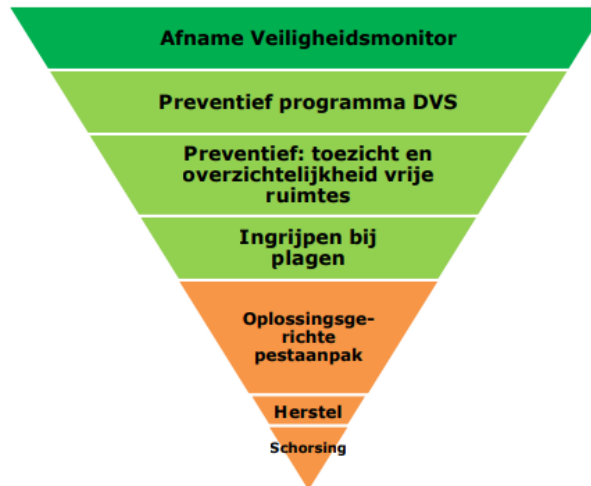 Afname Veiligheidsmonitor
Preventief programma DVS
Preventief: toezicht en
overzichtelijkheid vrije
ruimtes
Ingrijpen bij
plagen
Oplossingsge-
richte
pestaanpak
Herstel
Schorsing